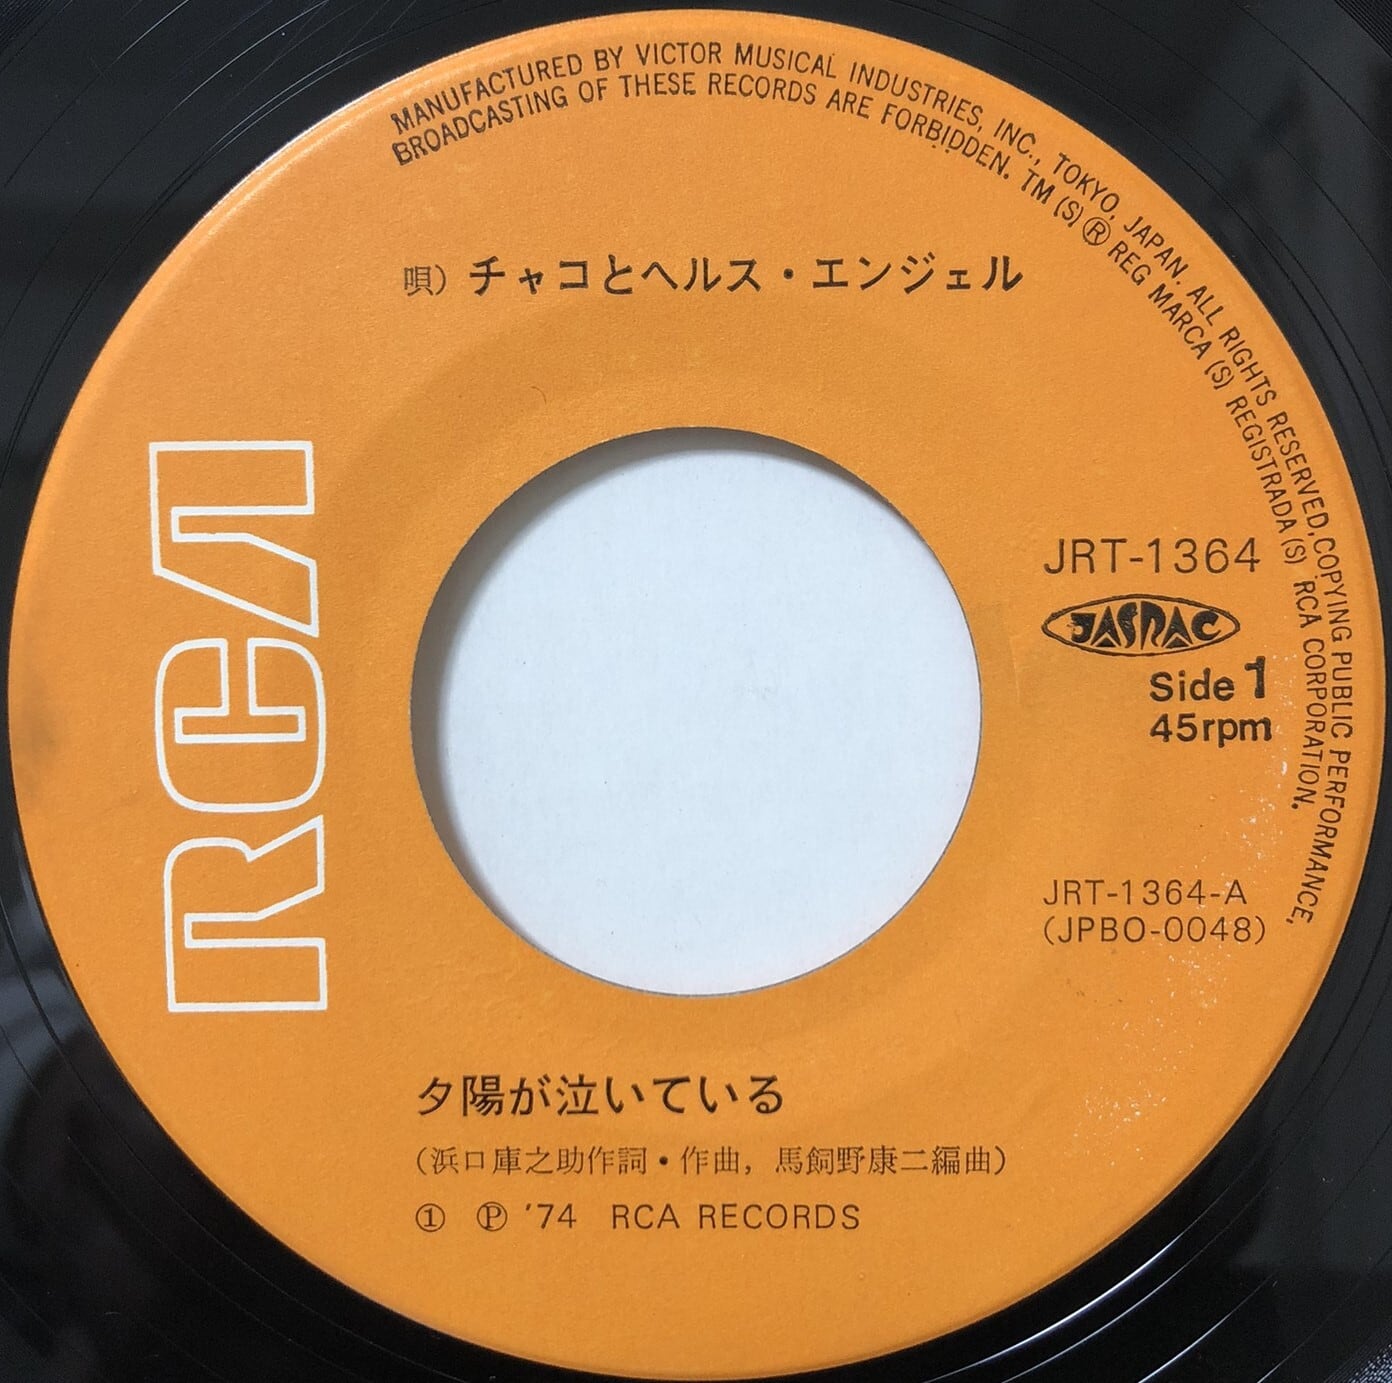 MANUFACTURED BY VICTOR MUSICAL INDUSTRIES, INC., TOKYO, JAPAN. ALL RIGHTS RESERVED, COPYING PUBLIC PERFORMANCE,
BROADCASTING OF THESE RECORDS ARE FORBIDDEN. TM (S) Ⓡ REG MARCA (S) REGISTRADA (S) RCA CORPORATION.
唄) チャコとヘルス・エンジェル
RCA
JRT-1364
JASRAC
Side 1
45rpm
JRT-1364-A
(JPBO-0048)
夕陽が泣いている
(浜口庫之助作詞・作曲, 馬飼野康二編曲)
① Ⓟ '74 RCA RECORDS